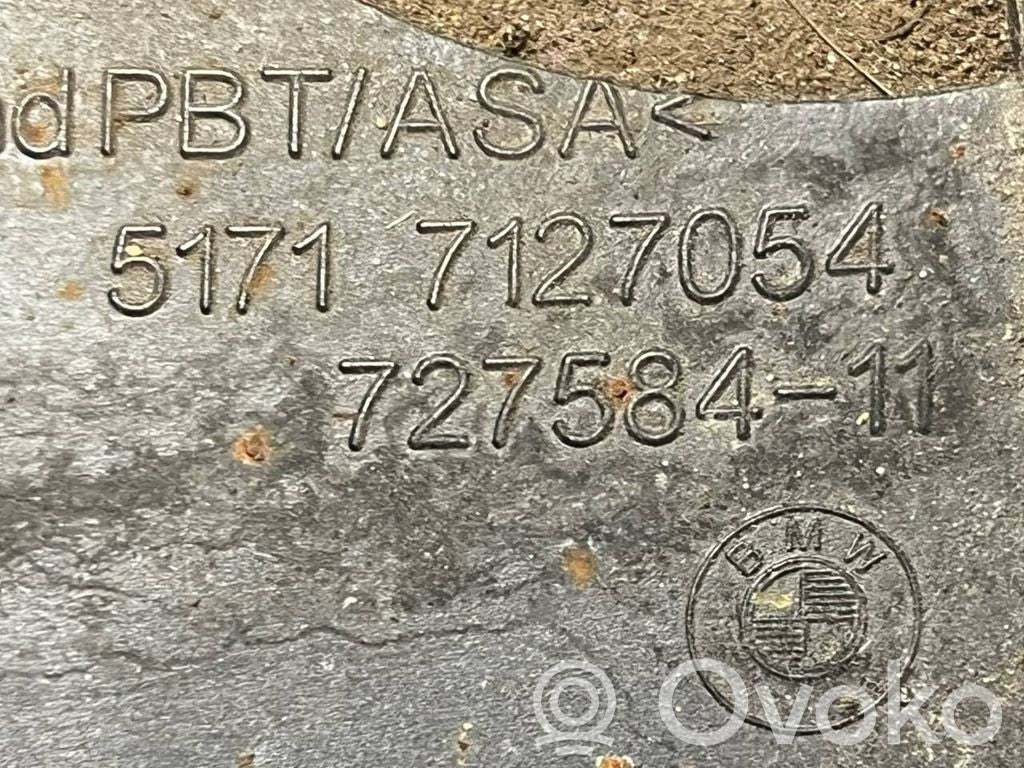 PBT/ASA<
5171 7127054
727584-11
BMW
© Ovoko